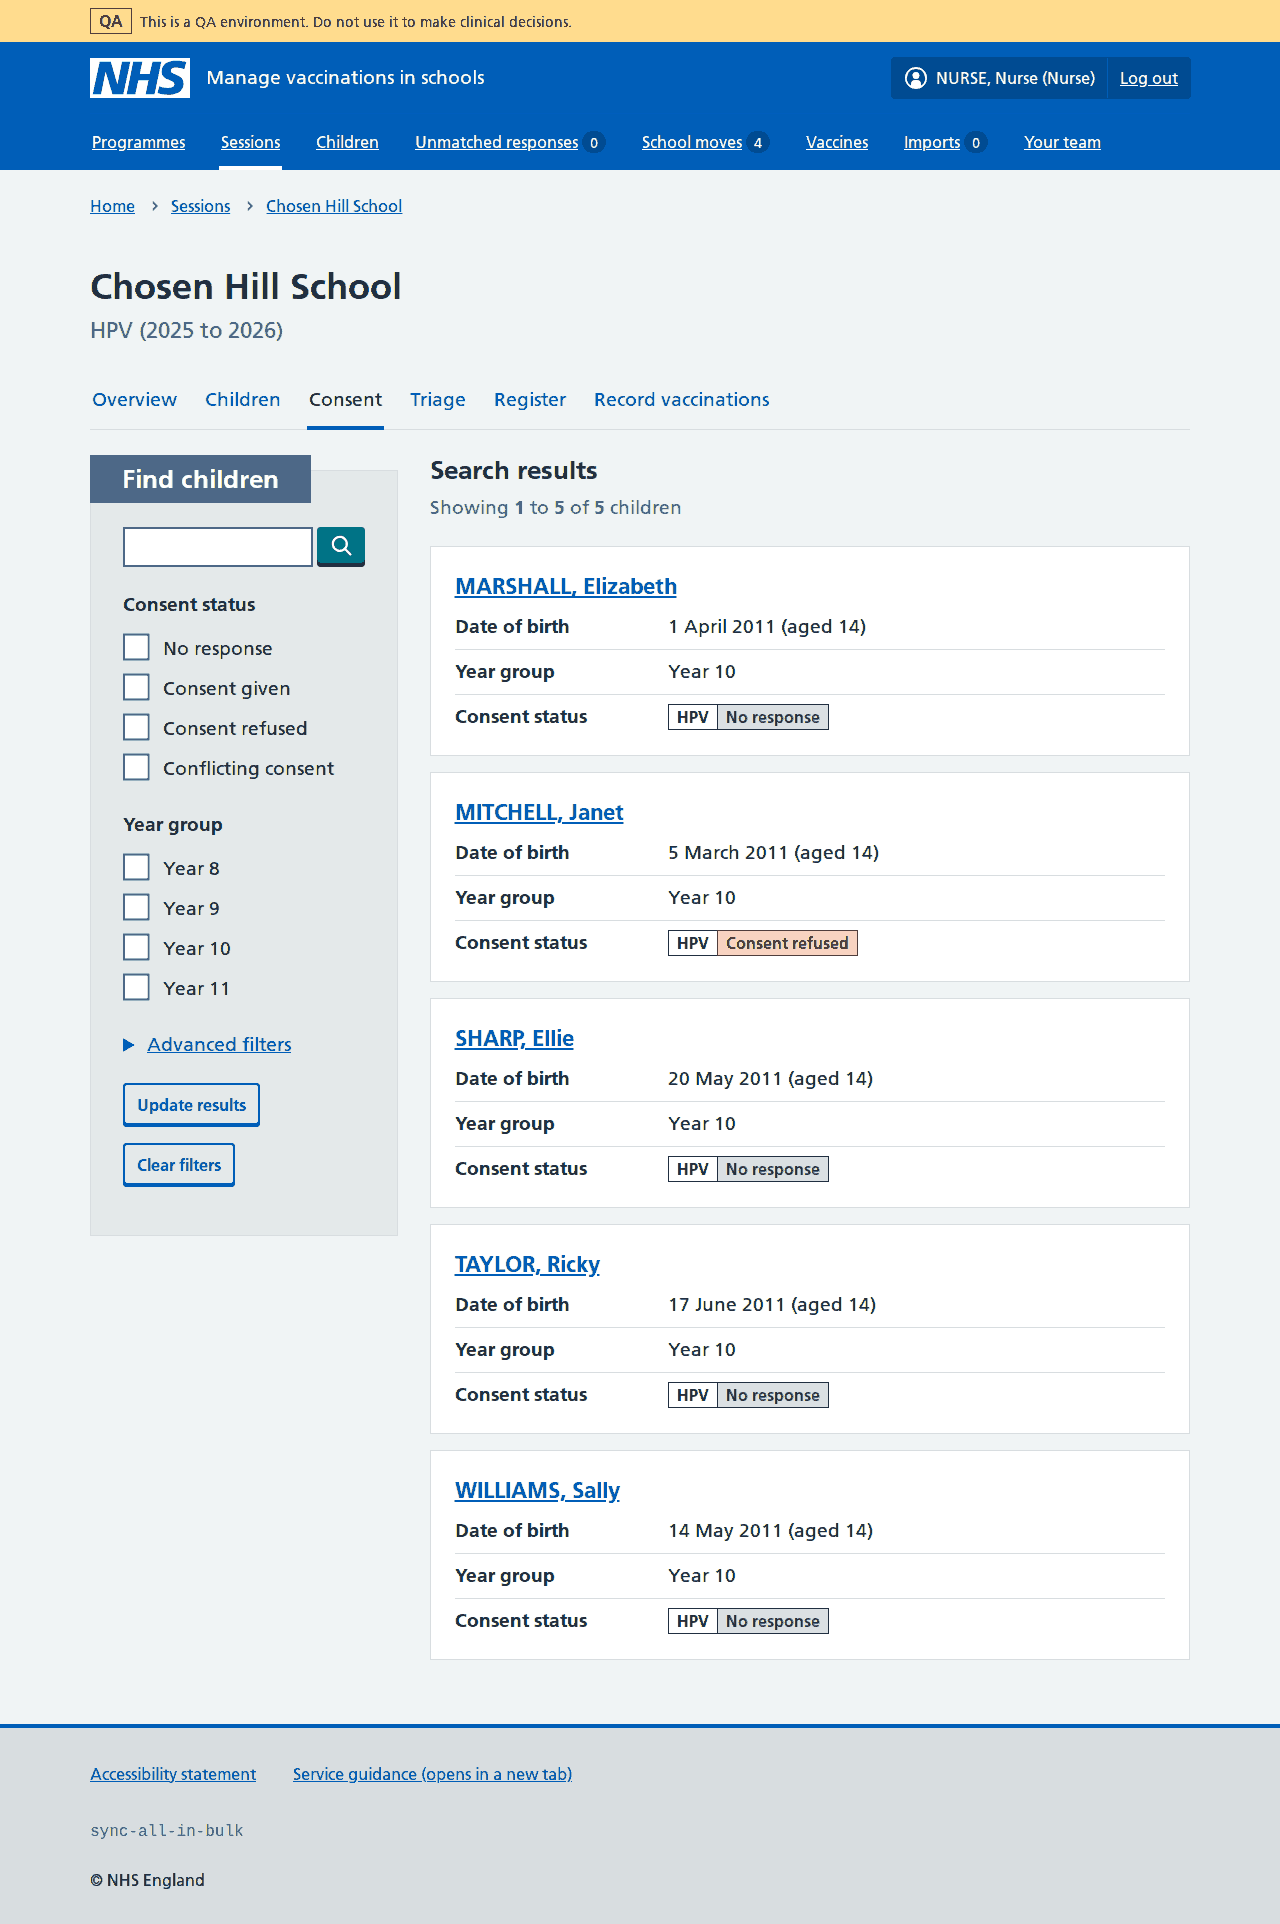 QA This is a QA environment. Do not use it to make clinical decisions.
NHS Manage vaccinations in schools NURSE, Nurse (Nurse) Log out
Programmes Sessions Children Unmatched responses 0 School moves 4 Vaccines Imports 0 Your team
Home Sessions Chosen Hill School
Chosen Hill School
HPV (2025 to 2026)
Overview Children Consent Triage Register Record vaccinations
Find children
Consent status
No response
Consent given
Consent refused
Conflicting consent
Year group
Year 8
Year 9
Year 10
Year 11
Advanced filters
Update results
Clear filters
Search results
Showing 1 to 5 of 5 children
MARSHALL, Elizabeth
Date of birth 1 April 2011 (aged 14)
Year group Year 10
Consent status HPV No response
MITCHELL, Janet
Date of birth 5 March 2011 (aged 14)
Year group Year 10
Consent status HPV Consent refused
SHARP, Ellie
Date of birth 20 May 2011 (aged 14)
Year group Year 10
Consent status HPV No response
TAYLOR, Ricky
Date of birth 17 June 2011 (aged 14)
Year group Year 10
Consent status HPV No response
WILLIAMS, Sally
Date of birth 14 May 2011 (aged 14)
Year group Year 10
Consent status HPV No response
Accessibility statement Service guidance (opens in a new tab)
sync-all-in-bulk
© NHS England